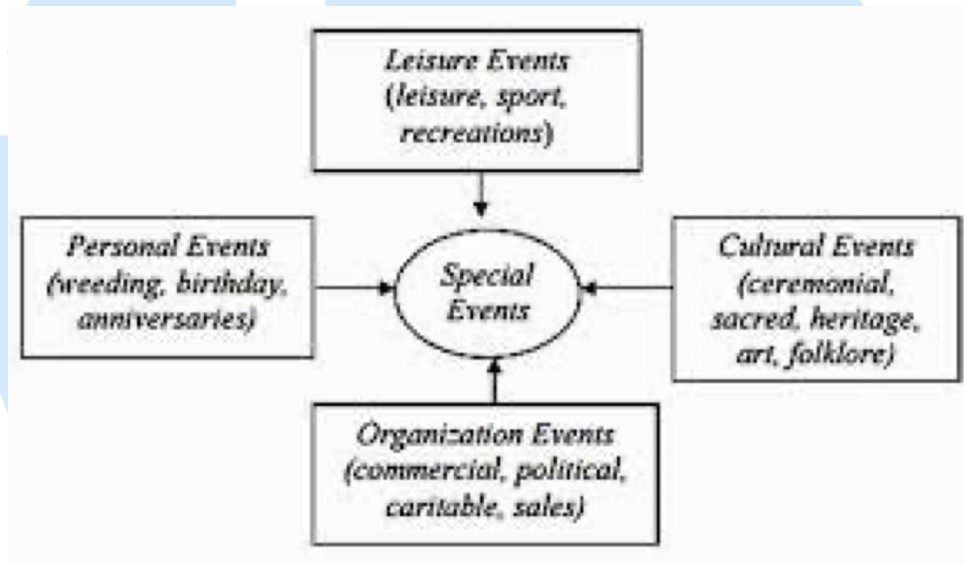 Leisure Events
(leisure, sport,
recreations)
Personal Events
(weeding, birthday,
anniversaries)
Special
Events
Cultural Events
(ceremonial,
sacred, heritage,
art, folklore)
Organization Events
(commercial, political,
caritable, sales)